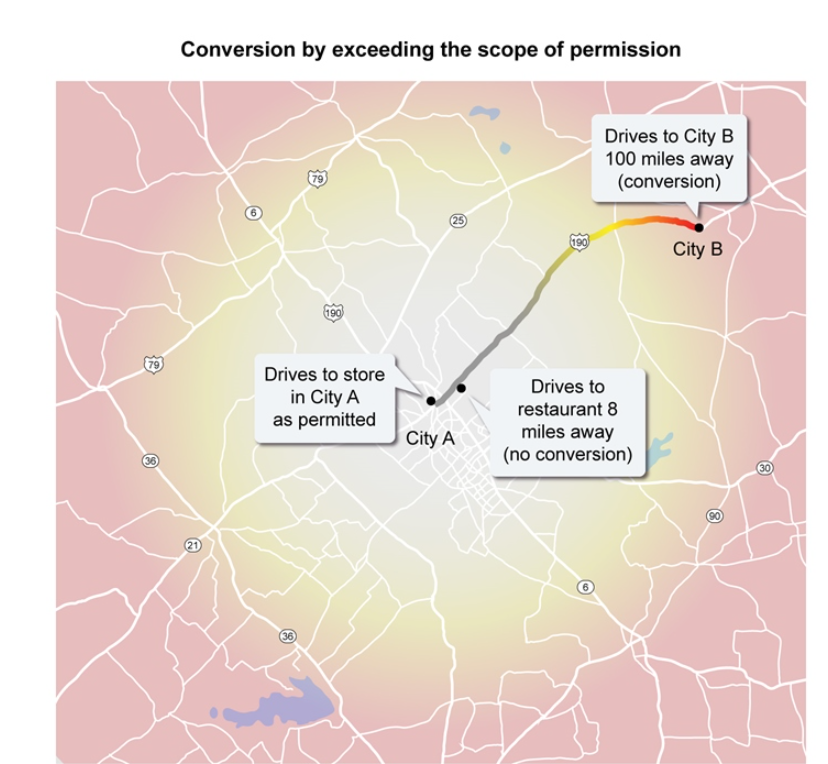 Conversion by exceeding the scope of permission
Drives to City B
100 miles away
(conversion)
79
6
25
190
City B
190
79
Drives to store
in City A
as permitted
Drives to
restaurant 8
miles away
(no conversion)
City A
36
30
90
21
6
36